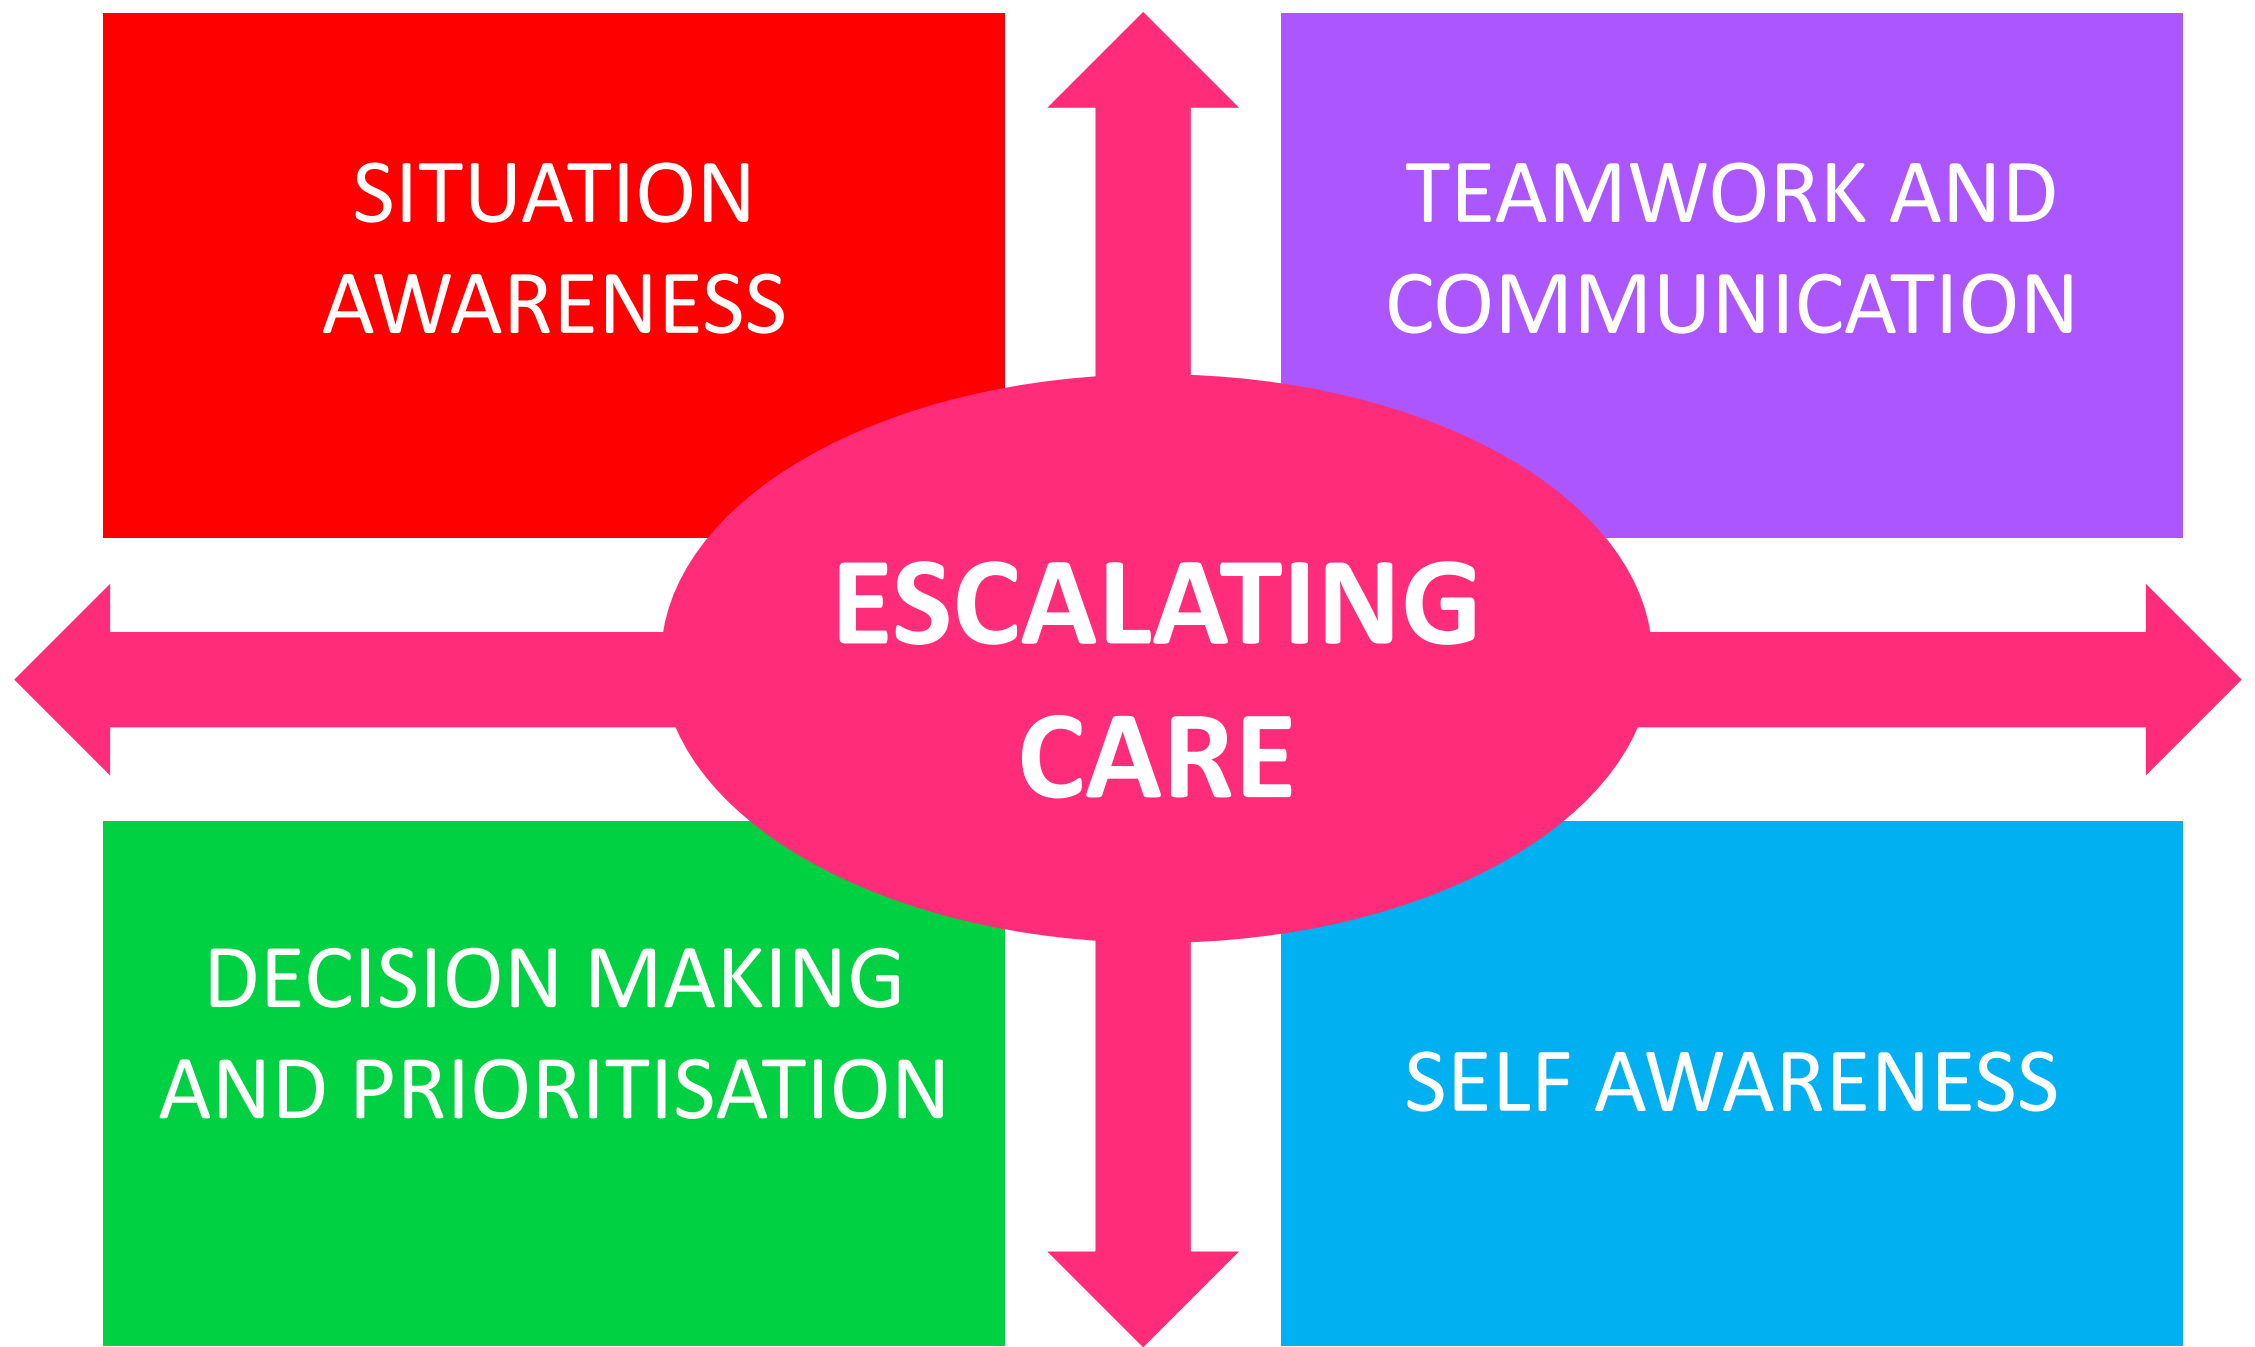 SITUATION
AWARENESS
TEAMWORK AND
COMMUNICATION
ESCALATING
CARE
DECISION MAKING
AND PRIORITISATION
SELF AWARENESS